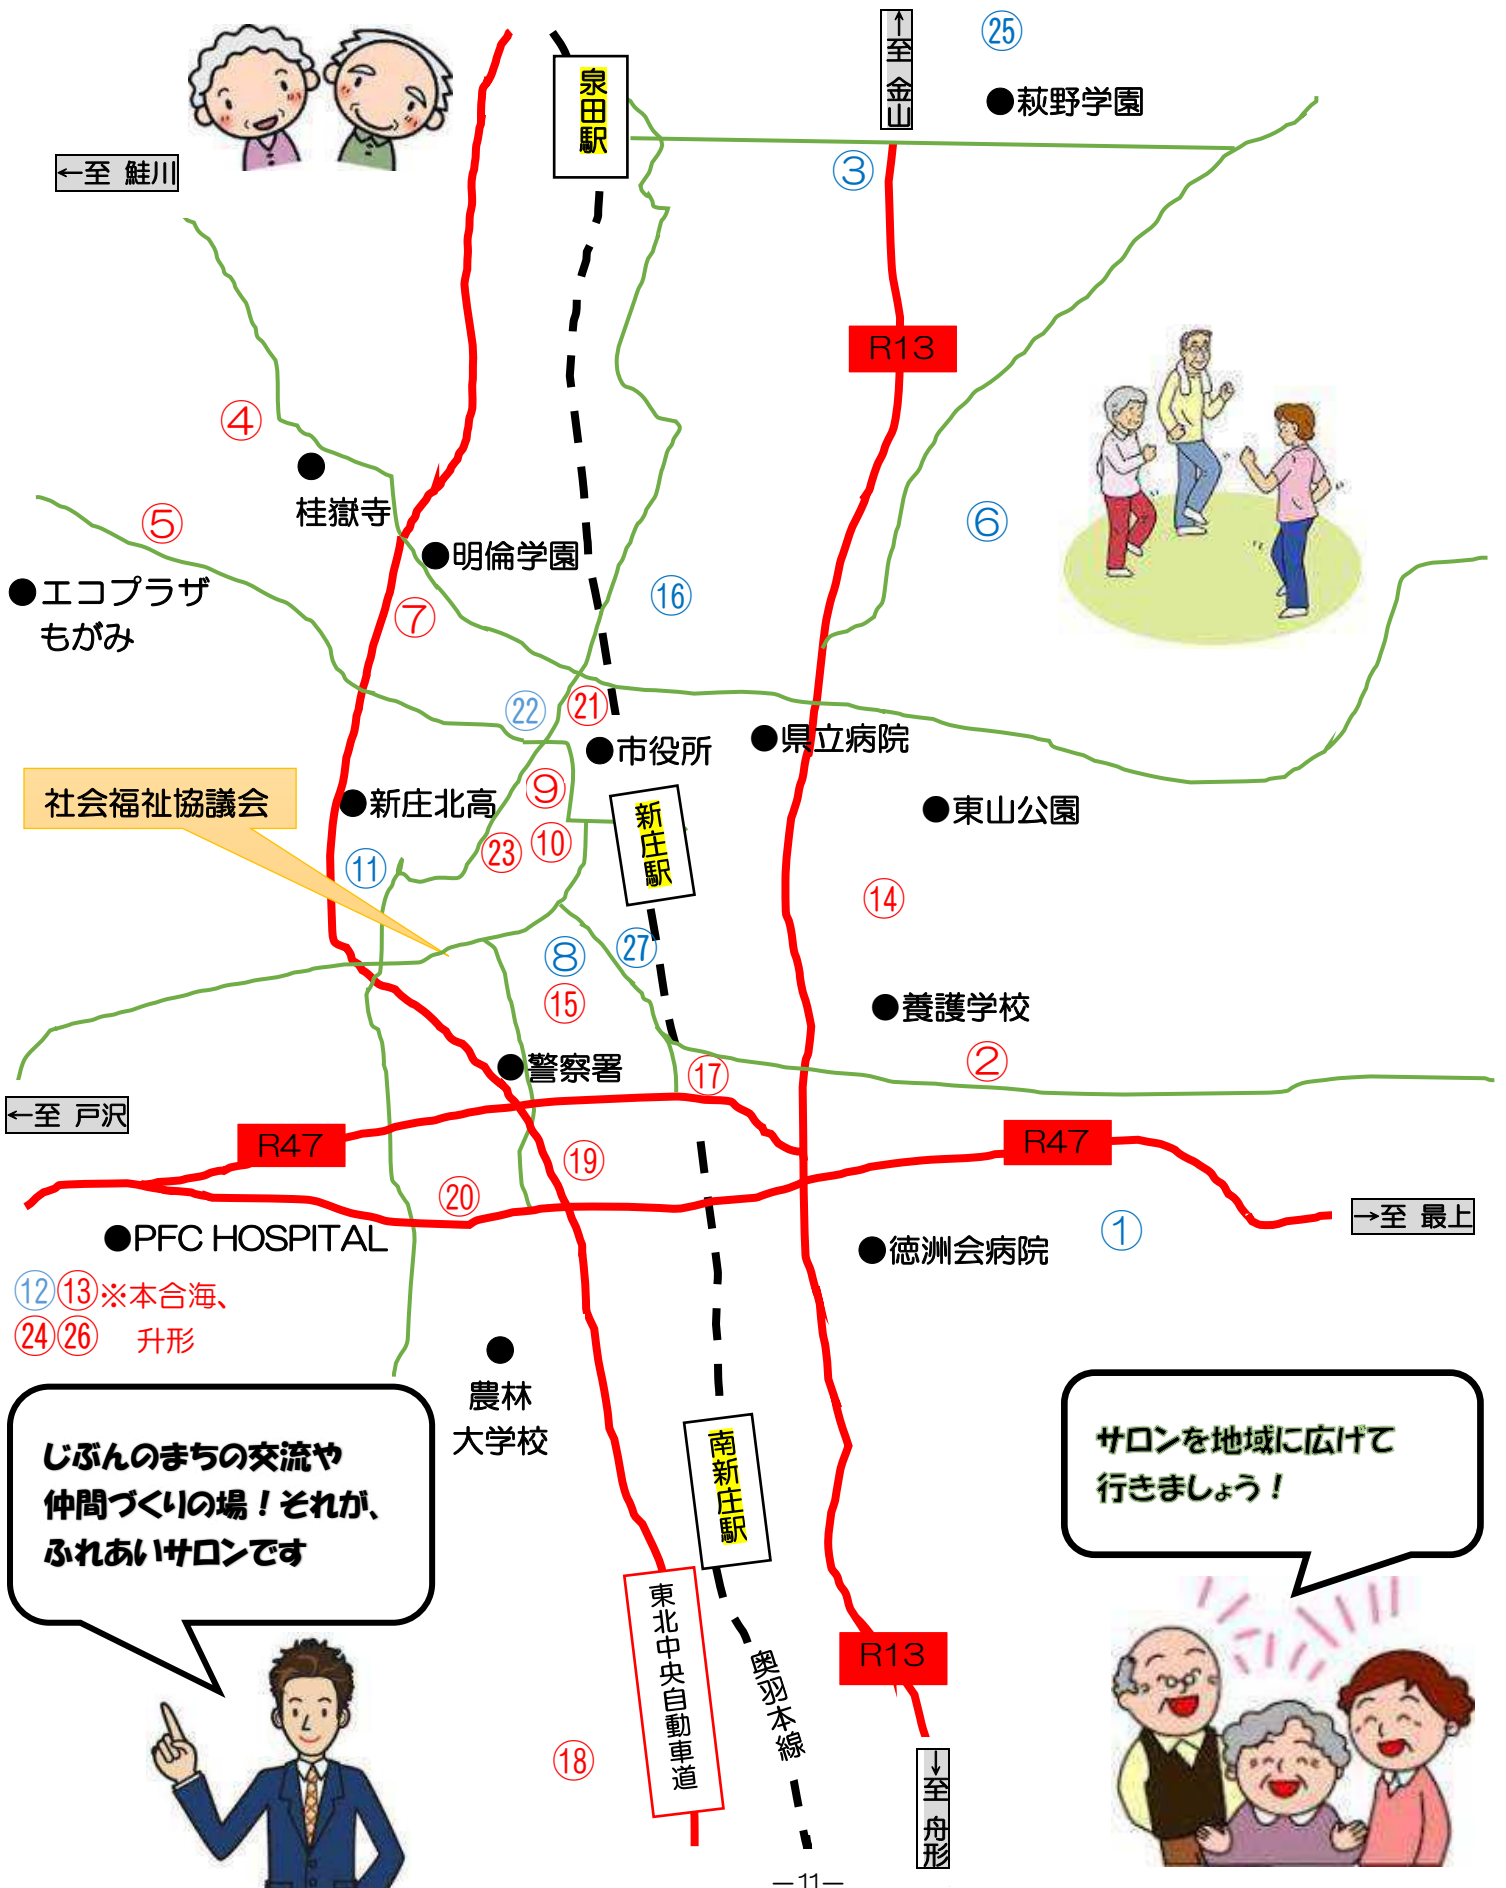 ↑至 金山
㉕
泉田駅
●萩野学園
③
←至 鮭川
R13
④
桂嶽寺
⑤
⑥
●明倫学園
●エコプラザ
もがみ
⑦
⑯
㉒
㉑
●市役所
●県立病院
社会福祉協議会
●新庄北高
⑨
新庄駅
●東山公園
⑩
㉓
⑪
⑭
⑧
㉗
⑮
●養護学校
●警察署
⑰
②
←至 戸沢
R47
R47
⑲
⑳
→至 最上
①
●PFC HOSPITAL
●徳洲会病院
⑫⑬※本合海、
㉔㉖ 升形
農林
大学校
じぶんのまちの交流や
仲間づくりの場！それが、
ふれあいサロンです
南新庄駅
サロンを地域に広げて
行きましょう！
東北中央自動車道
奥羽本線
R13
⑱
↓至 舟形
－11－